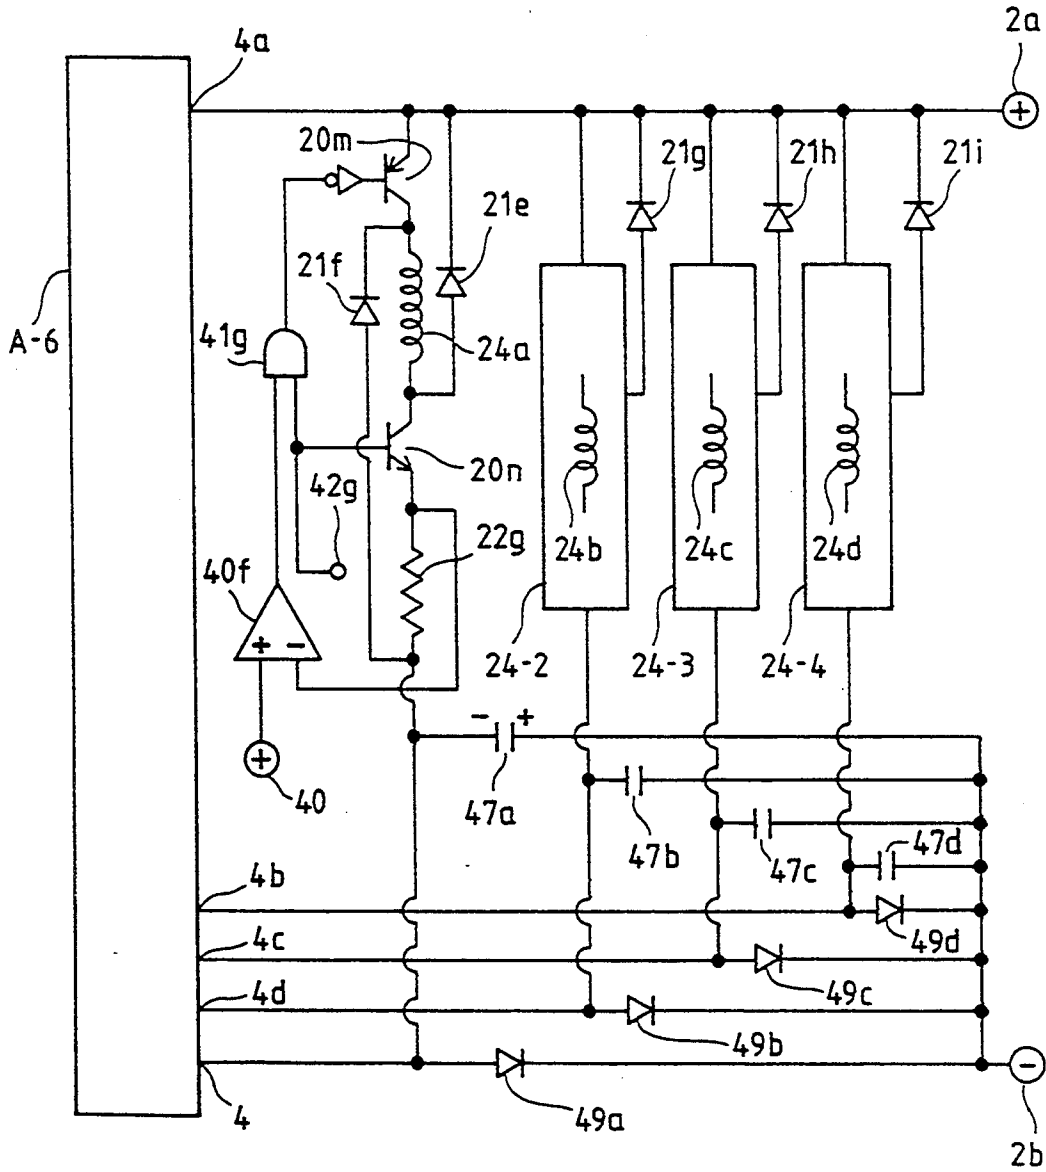 2a
4a
+
20m
21g
21h
21i
21e
21f
A-6
41g
24a
20n
42g
22g
24b
24c
24d
40f
+ -
24-2
24-3
24-4
- +
+
40
47a
47b
47c
47d
4b
49d
4c
49c
4d
49b
-
4
49a
2b